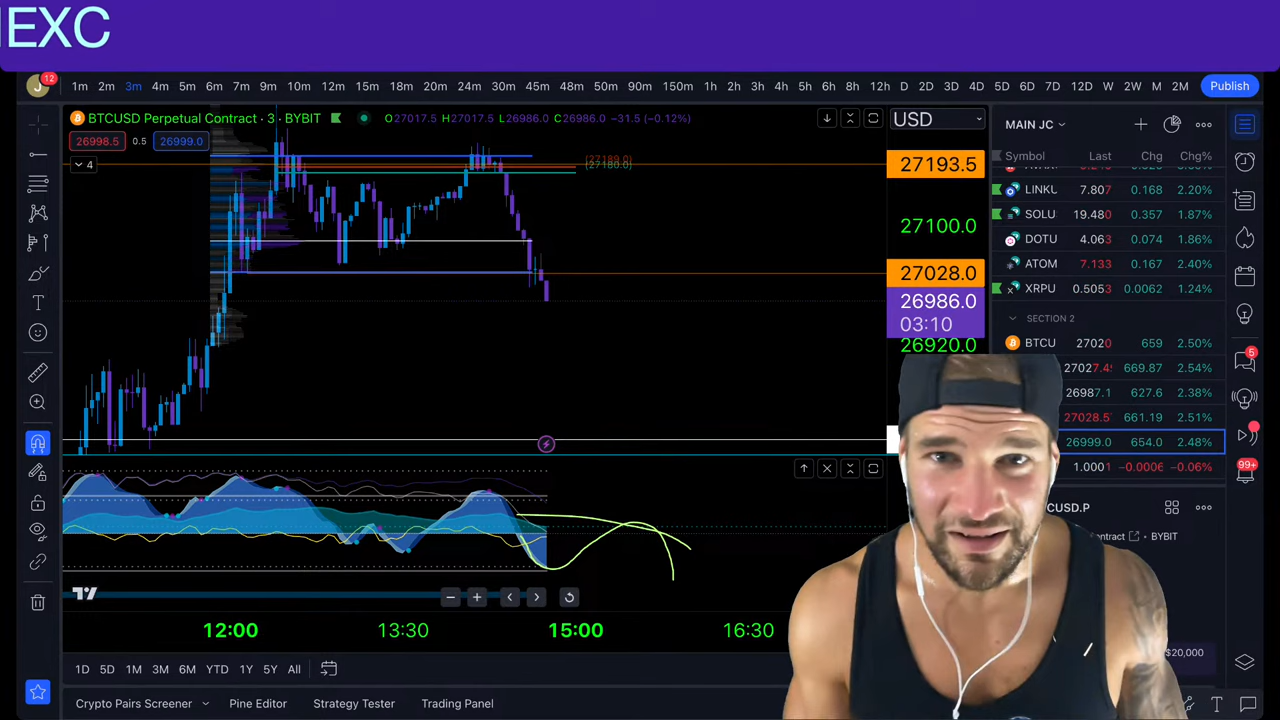 EXC
J 12 1m 2m 3m 4m 5m 6m 7m 9m 10m 12m 15m 18m 20m 24m 30m 45m 48m 50m 80m 90m 150m 1h 2h 3h 4h 5h 6h 8h 12h D 2D 3D 4D 5D 6D 7D 12D W 2W M 2M Publish
BTCUSD Perpetual Contract · 3 · BYBIT O27017.5 H27017.5 L26986.0 C26986.0 −31.5 (−0.12%)
26998.5 0.5 26999.0
4
(27180.0)
USD
27193.5
27100.0
27028.0
26986.0
03:10
26920.0
MAIN JC
Symbol Last Chg Chg%
LINKU 7.807 0.168 2.20%
SOLU 19.480 0.357 1.87%
DOTU 4.063 0.074 1.86%
ATOM 7.133 0.167 2.40%
XRPU 0.5053 0.0062 1.24%
SECTION 2
BTCU 27020 659 2.50%
669.87 2.54%
26987.1 627.6 2.38%
661.19 2.51%
26999.0 654.0 2.48%
1.0001 −0.0006 −0.06%
CUSD.P
ontract BYBIT
$20,000
5
99+
12:00 13:30 15:00 16:30
1D 5D 1M 3M 6M YTD 1Y 5Y All
Crypto Pairs Screener Pine Editor Strategy Tester Trading Panel